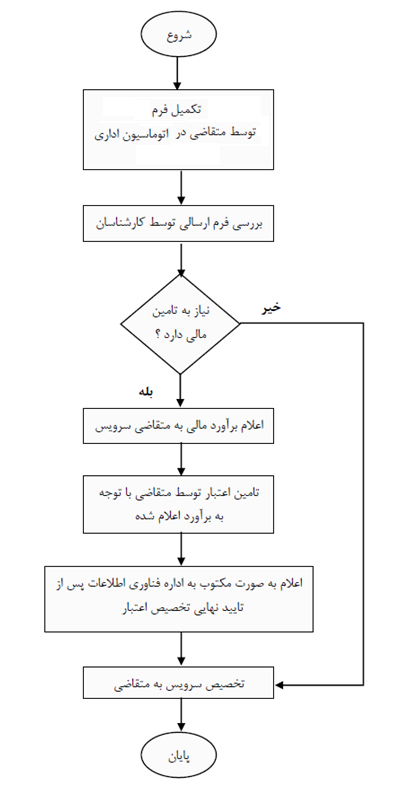 شروع
تکمیل فرم
توسط متقاضی در اتوماسیون اداری
بررسی فرم ارسالی توسط کارشناسان
نیاز به تامین
مالی دارد ؟
خیر
بله
اعلام برآورد مالی به متقاضی سرویس
تامین اعتبار توسط متقاضی با توجه
به برآورد اعلام شده
اعلام به صورت مکتوب به اداره فناوری اطلاعات پس از
تایید نهایی تخصیص اعتبار
تخصیص سرویس به متقاضی
پایان